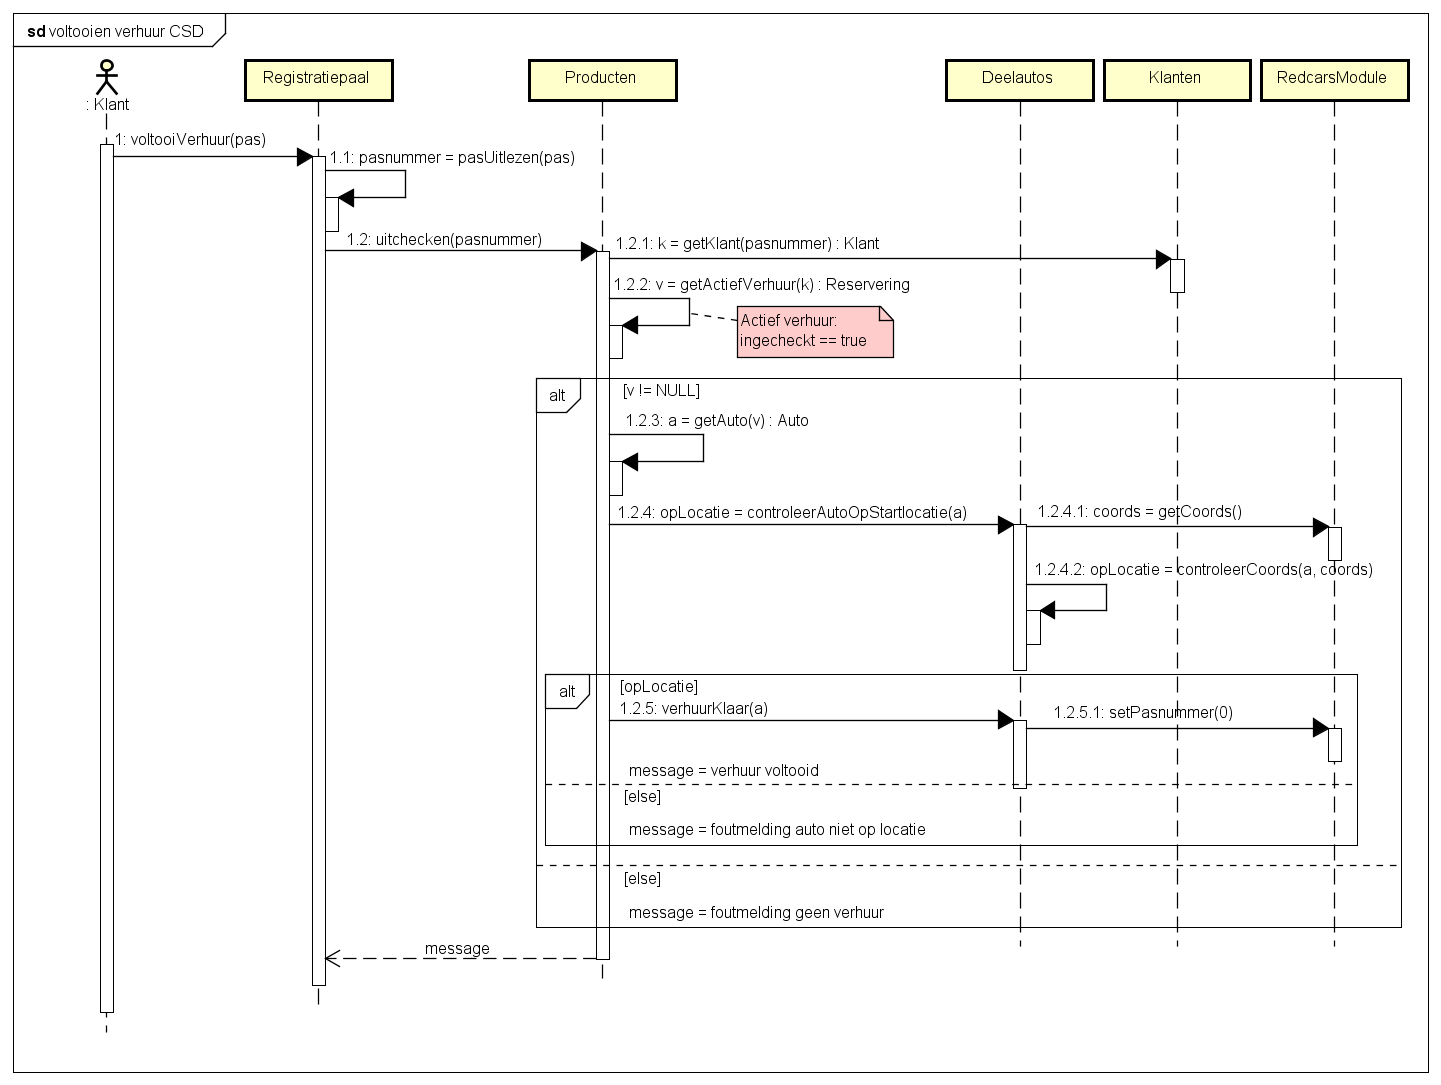 sd voltooien verhuur CSD
: Klant
Registratiepaal
Producten
Deelautos
Klanten
RedcarsModule
1: voltooiVerhuur(pas)
1.1: pasnummer = pasUitlezen(pas)
1.2: uitchecken(pasnummer)
1.2.1: k = getKlant(pasnummer) : Klant
1.2.2: v = getActiefVerhuur(k) : Reservering
Actief verhuur:
ingecheckt == true
alt
[v != NULL]
1.2.3: a = getAuto(v) : Auto
1.2.4: opLocatie = controleerAutoOpStartlocatie(a)
1.2.4.1: coords = getCoords()
1.2.4.2: opLocatie = controleerCoords(a, coords)
alt
[opLocatie]
1.2.5: verhuurKlaar(a)
1.2.5.1: setPasnummer(0)
message = verhuur voltooid
[else]
message = foutmelding auto niet op locatie
[else]
message = foutmelding geen verhuur
message